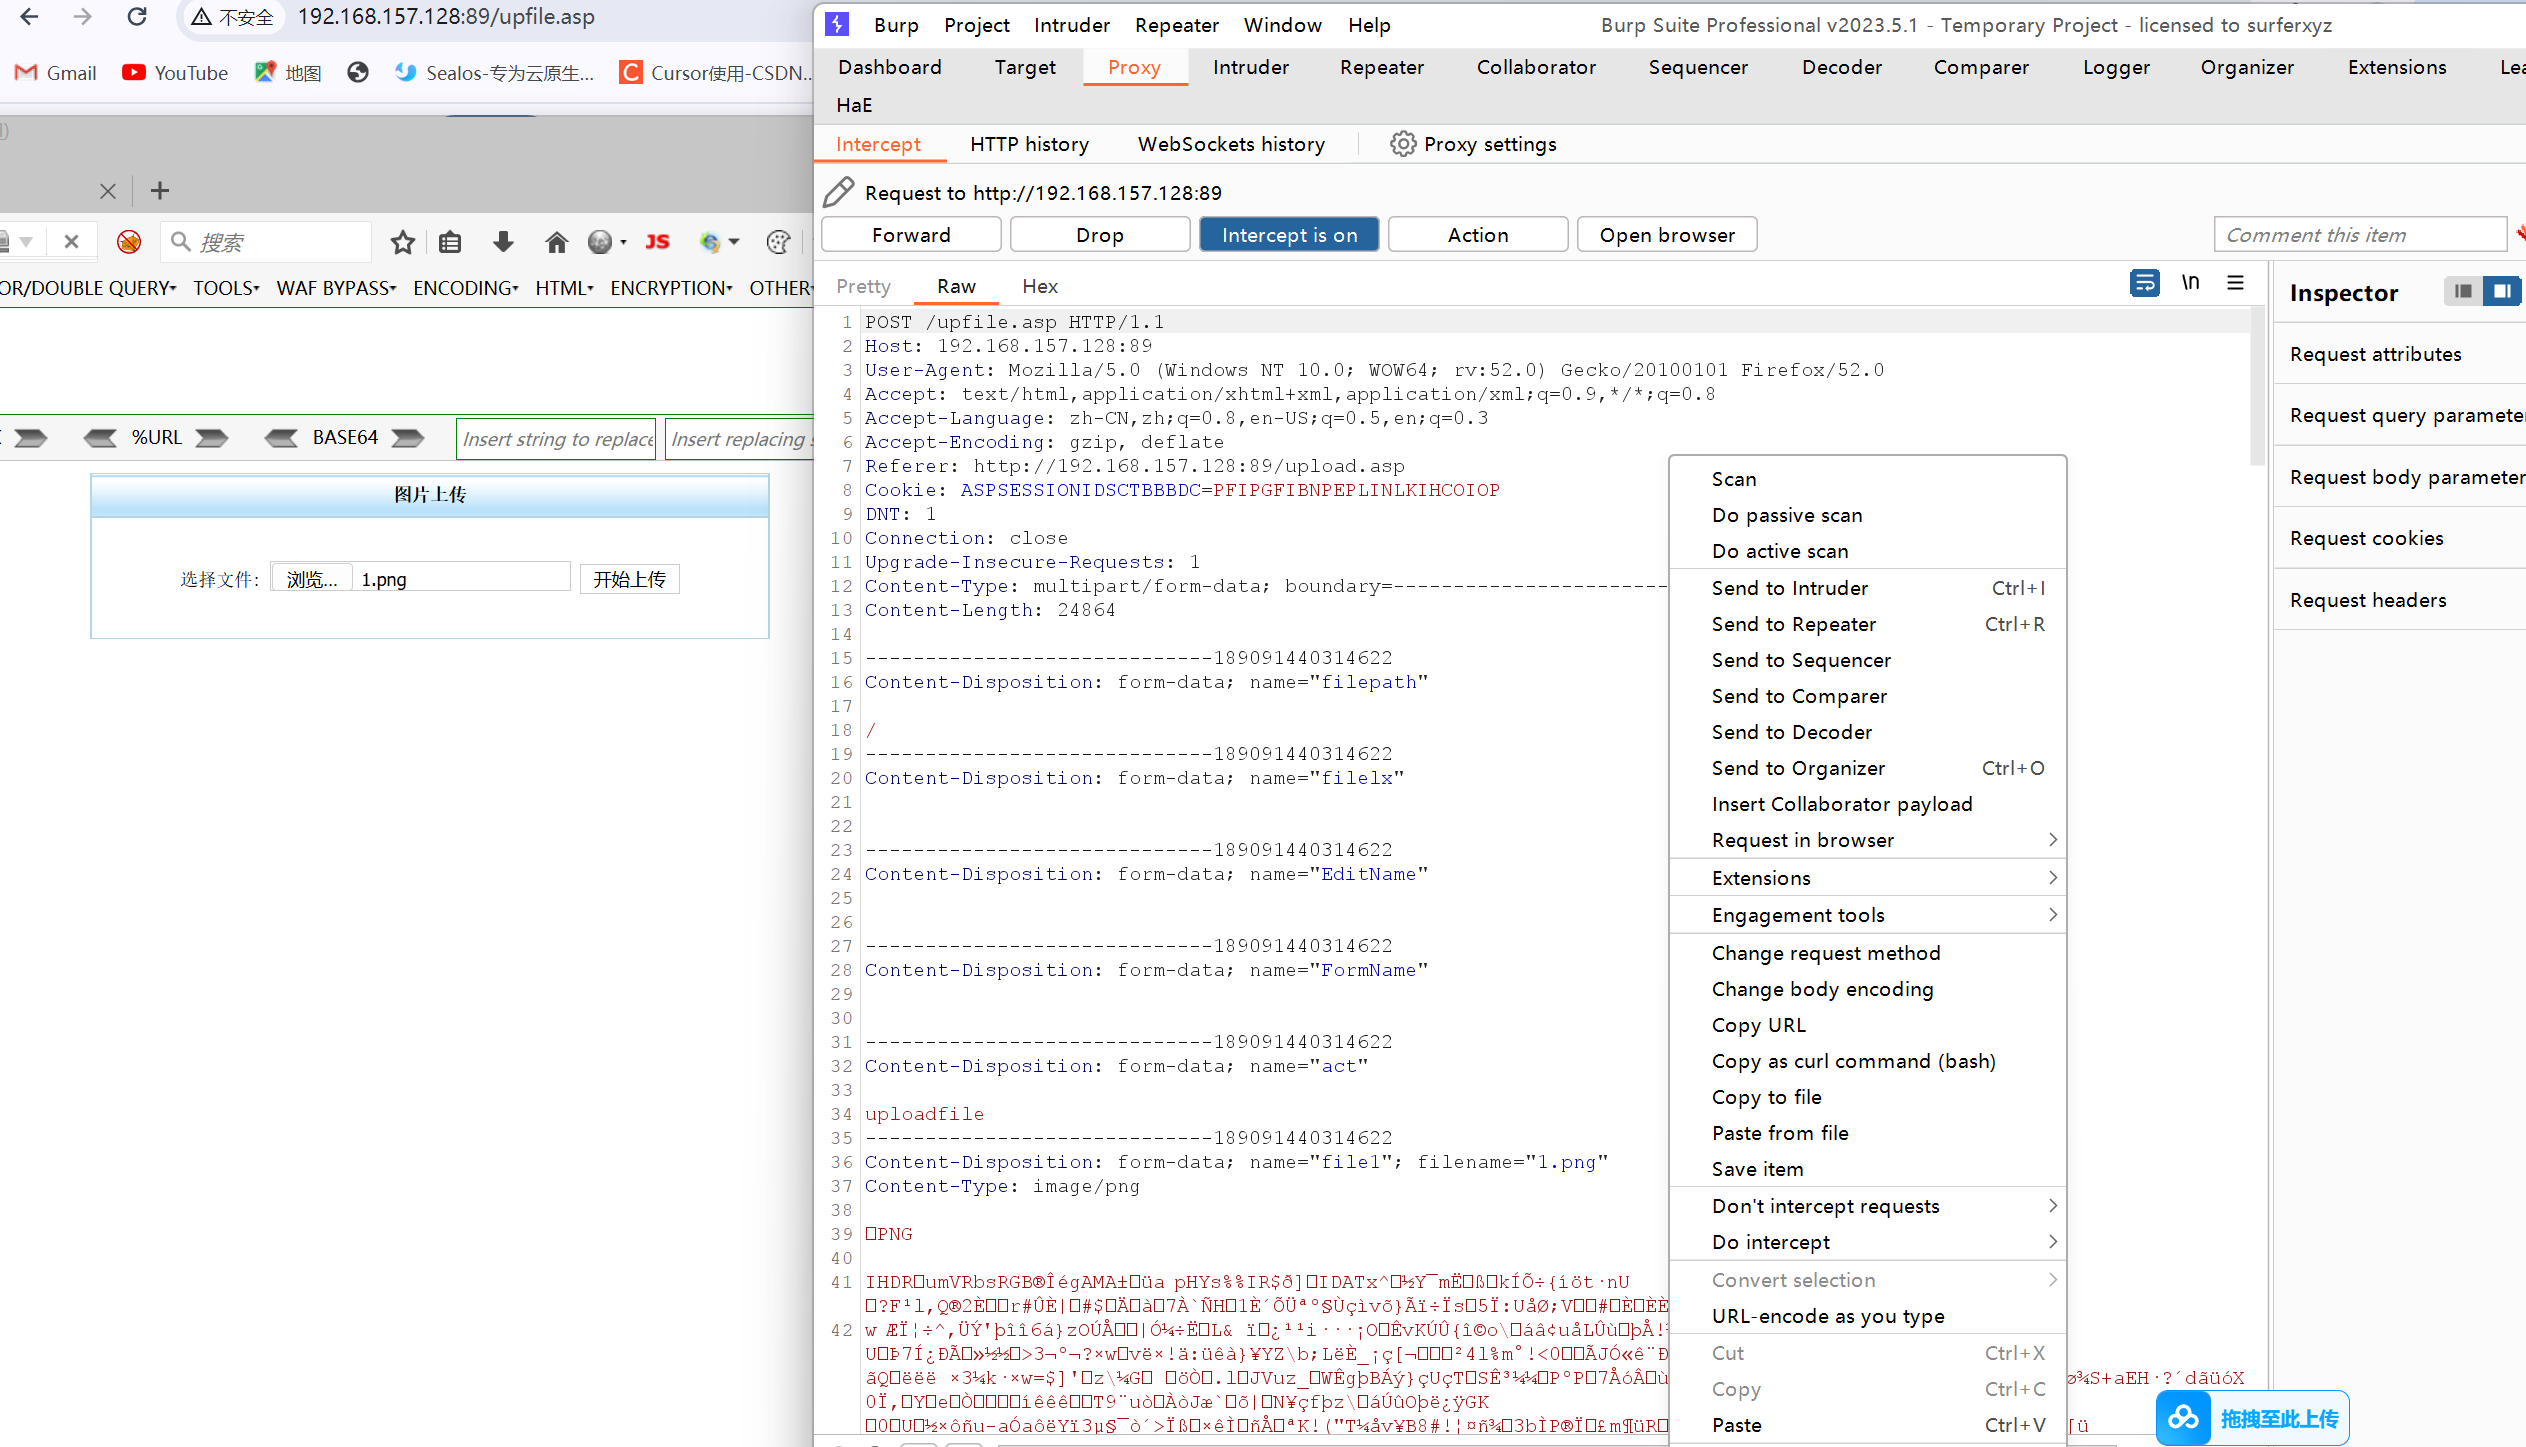 不安全
192.168.157.128:89/upfile.asp
Gmail
YouTube
地图
Sealos-专为云原生...
Cursor使用-CSDN...
搜索
JS
OR/DOUBLE QUERY
TOOLS
WAF BYPASS
ENCODING
HTML
ENCRYPTION
OTHER
%URL
BASE64
Insert string to replace
Insert replacing
图片上传
选择文件:
浏览...
1.png
开始上传
Burp
Project
Intruder
Repeater
Window
Help
Burp Suite Professional v2023.5.1 - Temporary Project - licensed to surferxyz
Dashboard
Target
Proxy
Intruder
Repeater
Collaborator
Sequencer
Decoder
Comparer
Logger
Organizer
Extensions
Lea
HaE
Intercept
HTTP history
WebSockets history
Proxy settings
Request to http://192.168.157.128:89
Forward
Drop
Intercept is on
Action
Open browser
Comment this item
Pretty
Raw
Hex
\n
1 POST /upfile.asp HTTP/1.1
2 Host: 192.168.157.128:89
3 User-Agent: Mozilla/5.0 (Windows NT 10.0; WOW64; rv:52.0) Gecko/20100101 Firefox/52.0
4 Accept: text/html,application/xhtml+xml,application/xml;q=0.9,*/*;q=0.8
5 Accept-Language: zh-CN,zh;q=0.8,en-US;q=0.5,en;q=0.3
6 Accept-Encoding: gzip, deflate
7 Referer: http://192.168.157.128:89/upload.asp
8 Cookie: ASPSESSIONIDSCTBBBDC=PFIPGFIBNPEPLINLKIHCOIOP
9 DNT: 1
10 Connection: close
11 Upgrade-Insecure-Requests: 1
12 Content-Type: multipart/form-data; boundary=-----------------------
13 Content-Length: 24864
14
15 -----------------------------189091440314622
16 Content-Disposition: form-data; name="filepath"
17
18 /
19 -----------------------------189091440314622
20 Content-Disposition: form-data; name="filelx"
21
22
23 -----------------------------189091440314622
24 Content-Disposition: form-data; name="EditName"
25
26
27 -----------------------------189091440314622
28 Content-Disposition: form-data; name="FormName"
29
30
31 -----------------------------189091440314622
32 Content-Disposition: form-data; name="act"
33
34 uploadfile
35 -----------------------------189091440314622
36 Content-Disposition: form-data; name="file1"; filename="1.png"
37 Content-Type: image/png
38
39 PNG
40
41
42
Scan
Do passive scan
Do active scan
Send to Intruder Ctrl+I
Send to Repeater Ctrl+R
Send to Sequencer
Send to Comparer
Send to Decoder
Send to Organizer Ctrl+O
Insert Collaborator payload
Request in browser
Extensions
Engagement tools
Change request method
Change body encoding
Copy URL
Copy as curl command (bash)
Copy to file
Paste from file
Save item
Don't intercept requests
Do intercept
Convert selection
URL-encode as you type
Cut Ctrl+X
Copy Ctrl+C
Paste Ctrl+V
Inspector
Request attributes
Request query parameter
Request body parameter
Request cookies
Request headers
拖拽至此上传